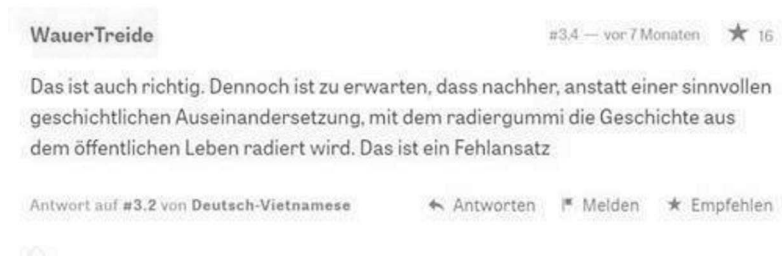 WauerTreide #3.4 — vor 7 Monaten ★ 16
Das ist auch richtig. Dennoch ist zu erwarten, dass nachher, anstatt einer sinnvollen
geschichtlichen Auseinandersetzung, mit dem radiergummi die Geschichte aus
dem öffentlichen Leben radiert wird. Das ist ein Fehlansatz
Antwort auf #3.2 von Deutsch-Vietnamese Antworten Melden ★ Empfehlen